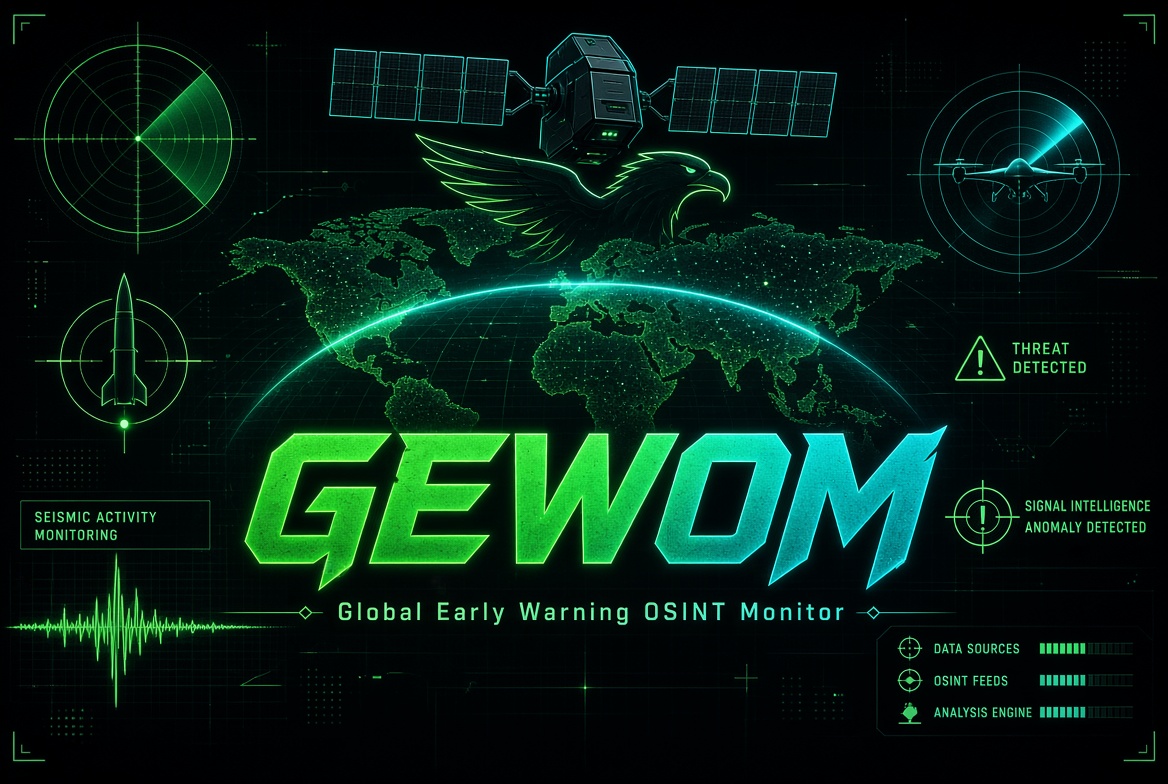 THREAT
DETECTED
GEWOM
SEISMIC ACTIVITY
MONITORING
SIGNAL INTELLIGENCE
ANOMALY DETECTED
Global Early Warning OSINT Monitor
DATA SOURCES
OSINT FEEDS
ANALYSIS ENGINE